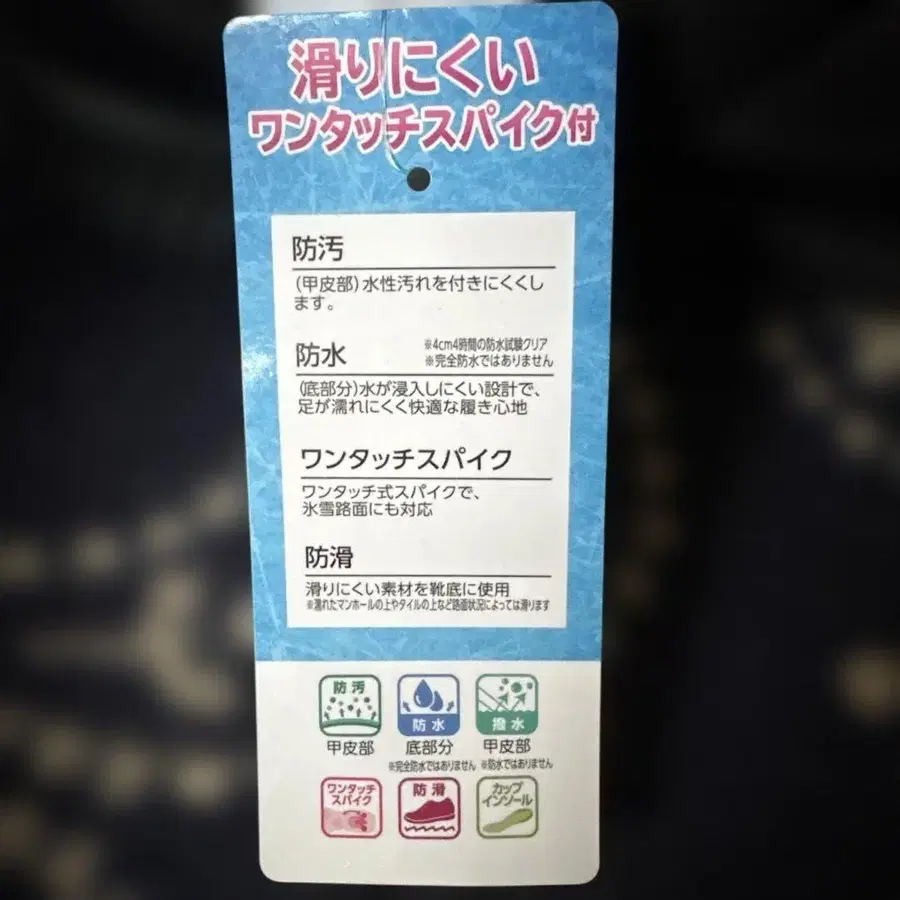 滑りにくい
ワンタッチスパイク付
防汚
(甲皮部)水性汚れを付きにくくし
ます。
防水
※4cm4時間の防水試験クリア
※完全防水ではありません
(底部分)水が浸入しにくい設計で、
足が濡れにくく快適な履き心地
ワンタッチスパイク
ワンタッチ式スパイクで、
氷雪路面にも対応
防滑
滑りにくい素材を靴底に使用
※濡れたマンホールの上やタイルの上など路面状況によっては滑ります
防汚
防水
撥水
甲皮部
底部分
甲皮部
※完全防水ではありません
※防水ではありません
ワンタッチ
スパイク
防滑
カップ
インソール